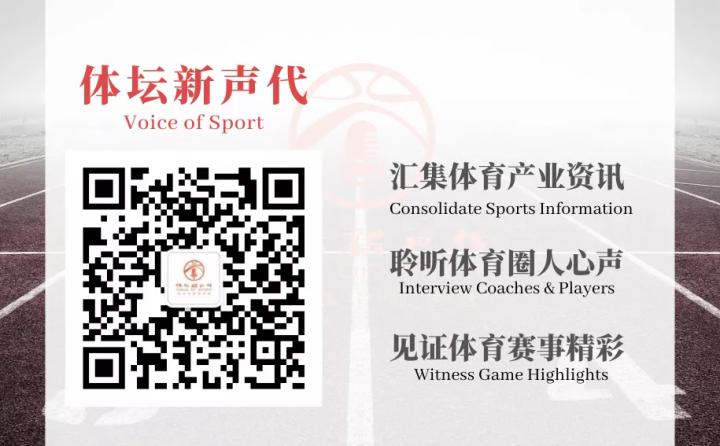 体坛新声代
Voice of Sport
汇集体育产业资讯
Consolidate Sports Information
聆听体育圈人心声
Interview Coaches & Players
见证体育赛事精彩
Witness Game Highlights